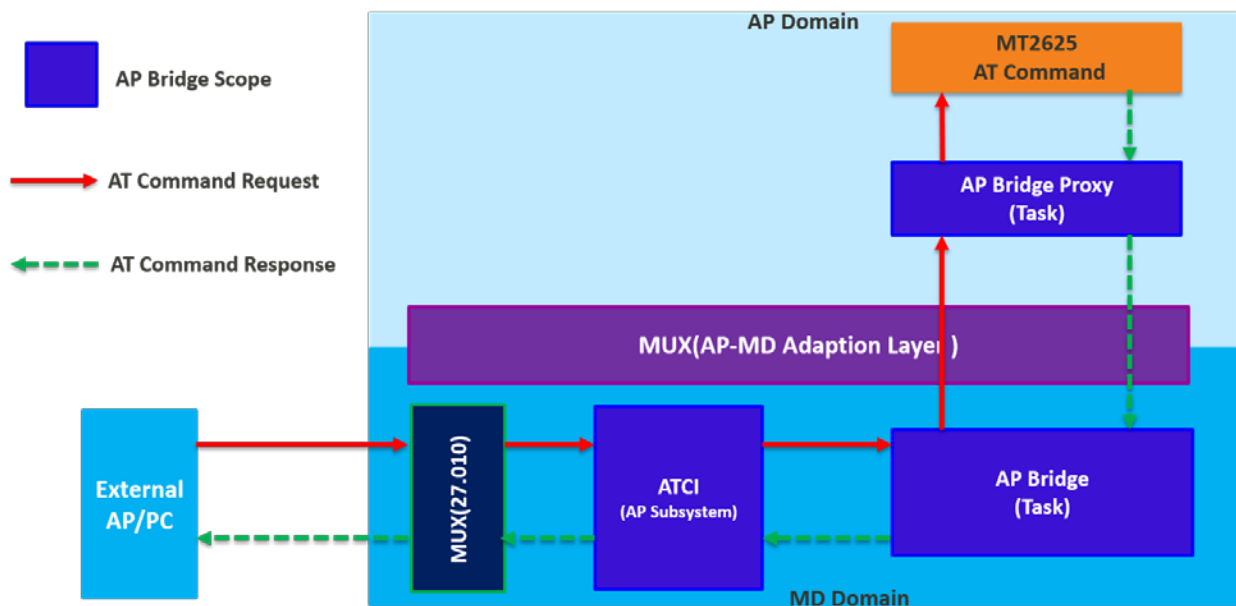 AP Domain
MT2625
AT Command
AP Bridge Scope
AT Command Request
AP Bridge Proxy
(Task)
AT Command Response
MUX(AP-MD Adaption Layer )
External
AP/PC
MUX(27.010)
ATCI
(AP Subsystem)
AP Bridge
(Task)
MD Domain